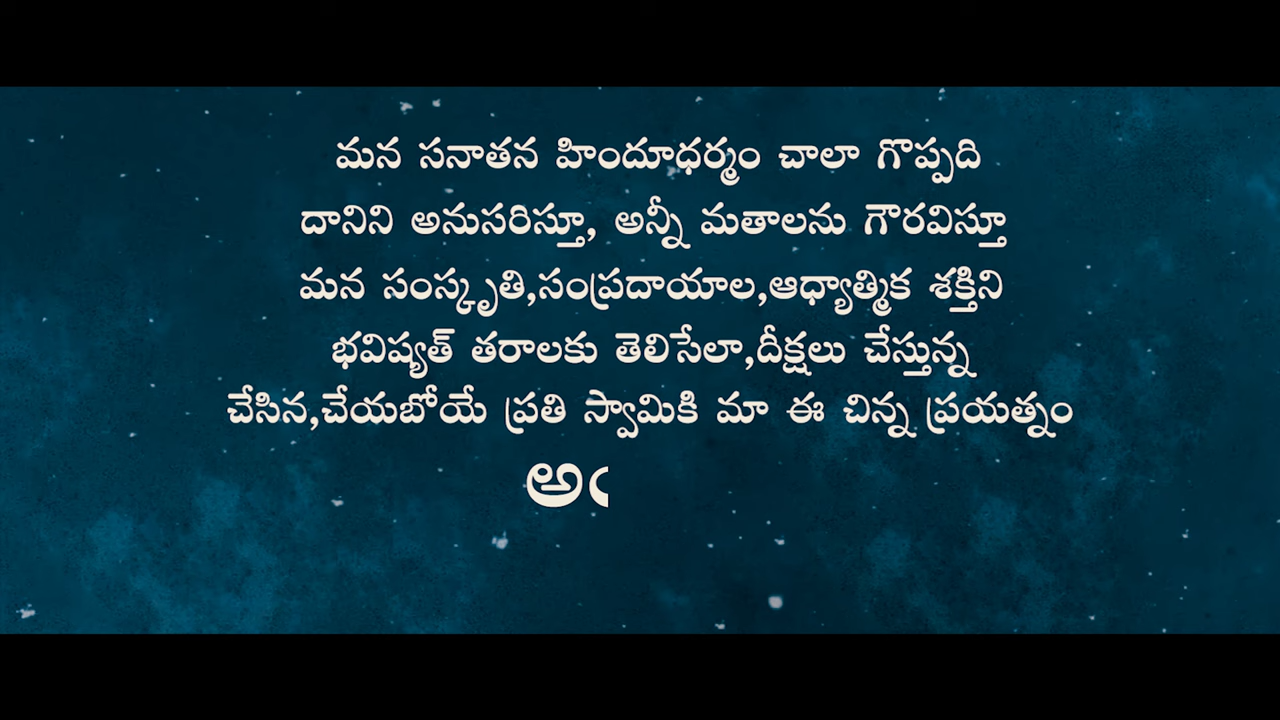 మన సనాతన హిందూధర్మం చాలా గొప్పది
దానిని అనుసరిస్తూ, అన్నీ మతాలను గౌరవిస్తూ
మన సంస్కృతి,సంప్రదాయాల,ఆధ్యాత్మిక శక్తిని
భవిష్యత్ తరాలకు తెలిసేలా,దీక్షలు చేస్తున్న
చేసిన,చేయబోయే ప్రతి స్వామికి మా ఈ చిన్న ప్రయత్నం